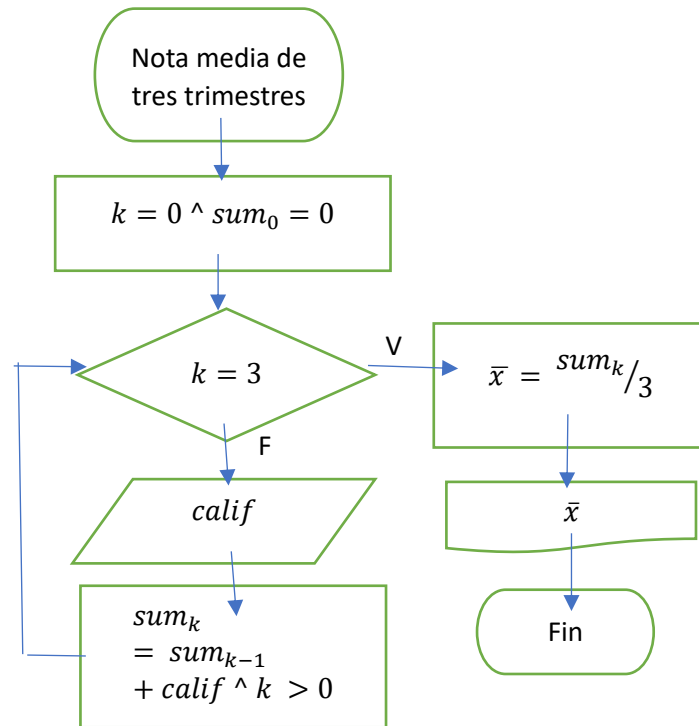 Nota media de
tres trimestres
k = 0 ^ sum₀ = 0
k = 3
V
x̄ = sumₖ/3
F
calif
x̄
sumₖ
= sumₖ₋₁
+ calif ^ k > 0
Fin